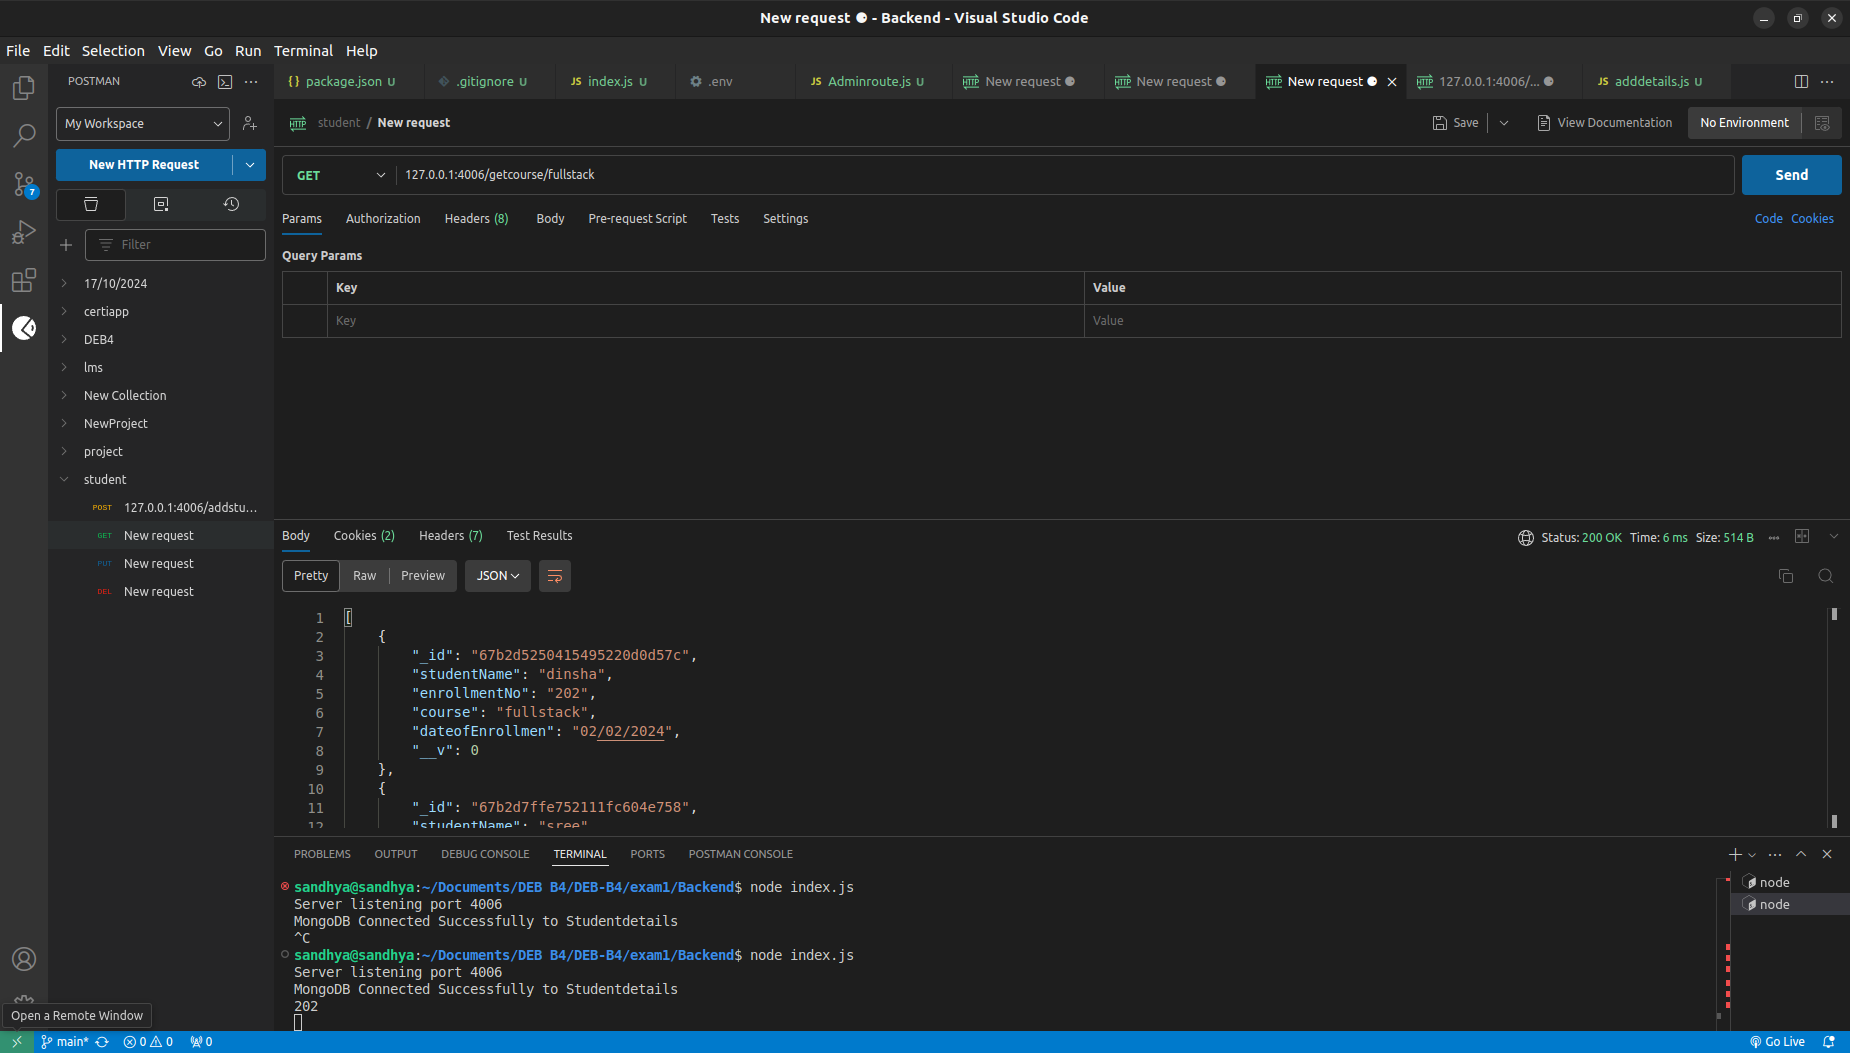 New request ● - Backend - Visual Studio Code
File Edit Selection View Go Run Terminal Help
POSTMAN
{} package.json U
.gitignore U
JS index.js U
.env
JS Adminroute.js U
HTTP New request ●
HTTP New request ●
HTTP New request ●
HTTP 127.0.0.1:4006/... ●
JS adddetails.js U
My Workspace
HTTP student / New request
Save
View Documentation
No Environment
New HTTP Request
GET 127.0.0.1:4006/getcourse/fullstack
Send
Params Authorization Headers (8) Body Pre-request Script Tests Settings
Code Cookies
Filter
Query Params
Key Value
Key Value
7
17/10/2024
certiapp
DEB4
lms
New Collection
NewProject
project
student
POST 127.0.0.1:4006/addstu...
GET New request
PUT New request
DEL New request
Body Cookies (2) Headers (7) Test Results
Status: 200 OK Time: 6 ms Size: 514 B
Pretty Raw Preview JSON
1 [
2 {
3 "_id": "67b2d5250415495220d0d57c",
4 "studentName": "dinsha",
5 "enrollmentNo": "202",
6 "course": "fullstack",
7 "dateofEnrollmen": "02/02/2024",
8 "__v": 0
9 },
10 {
11 "_id": "67b2d7ffe752111fc604e758",
12 "studentName": "sree"
PROBLEMS OUTPUT DEBUG CONSOLE TERMINAL PORTS POSTMAN CONSOLE
sandhya@sandhya:~/Documents/DEB B4/DEB-B4/exam1/Backend$ node index.js
Server listening port 4006
MongoDB Connected Successfully to Studentdetails
^C
sandhya@sandhya:~/Documents/DEB B4/DEB-B4/exam1/Backend$ node index.js
Server listening port 4006
MongoDB Connected Successfully to Studentdetails
202
node
node
Open a Remote Window
main* 0 0 0
Go Live